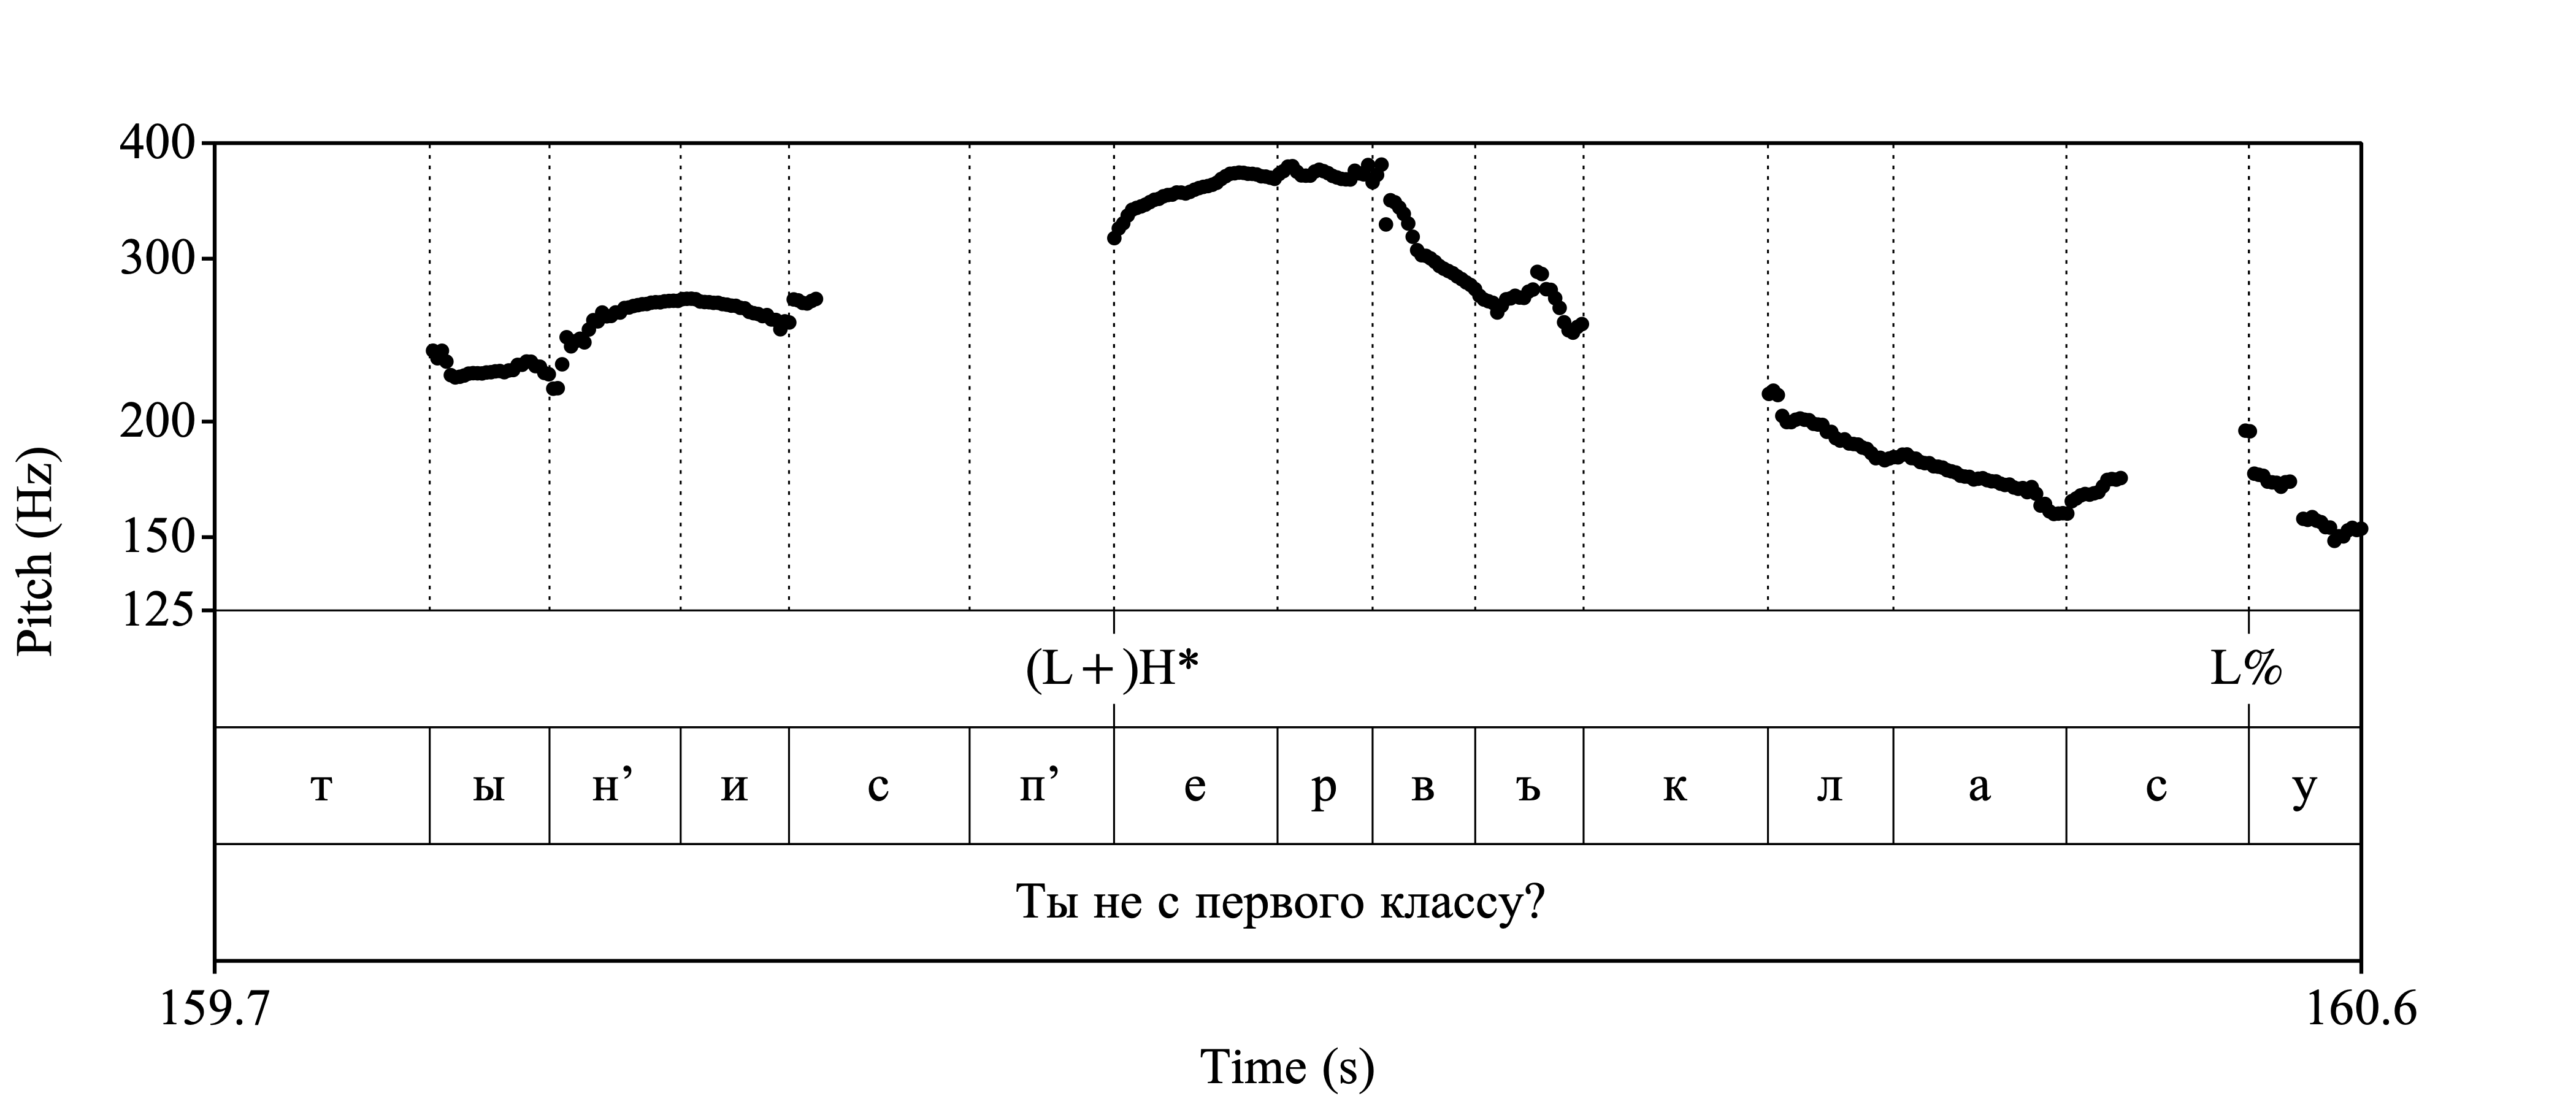 400
300
200
150
125
Pitch (Hz)
(L+)H* L%
т ы н’ и с п’ е р в ъ к л а с у
Ты не с первого классу?
159.7 160.6
Time (s)